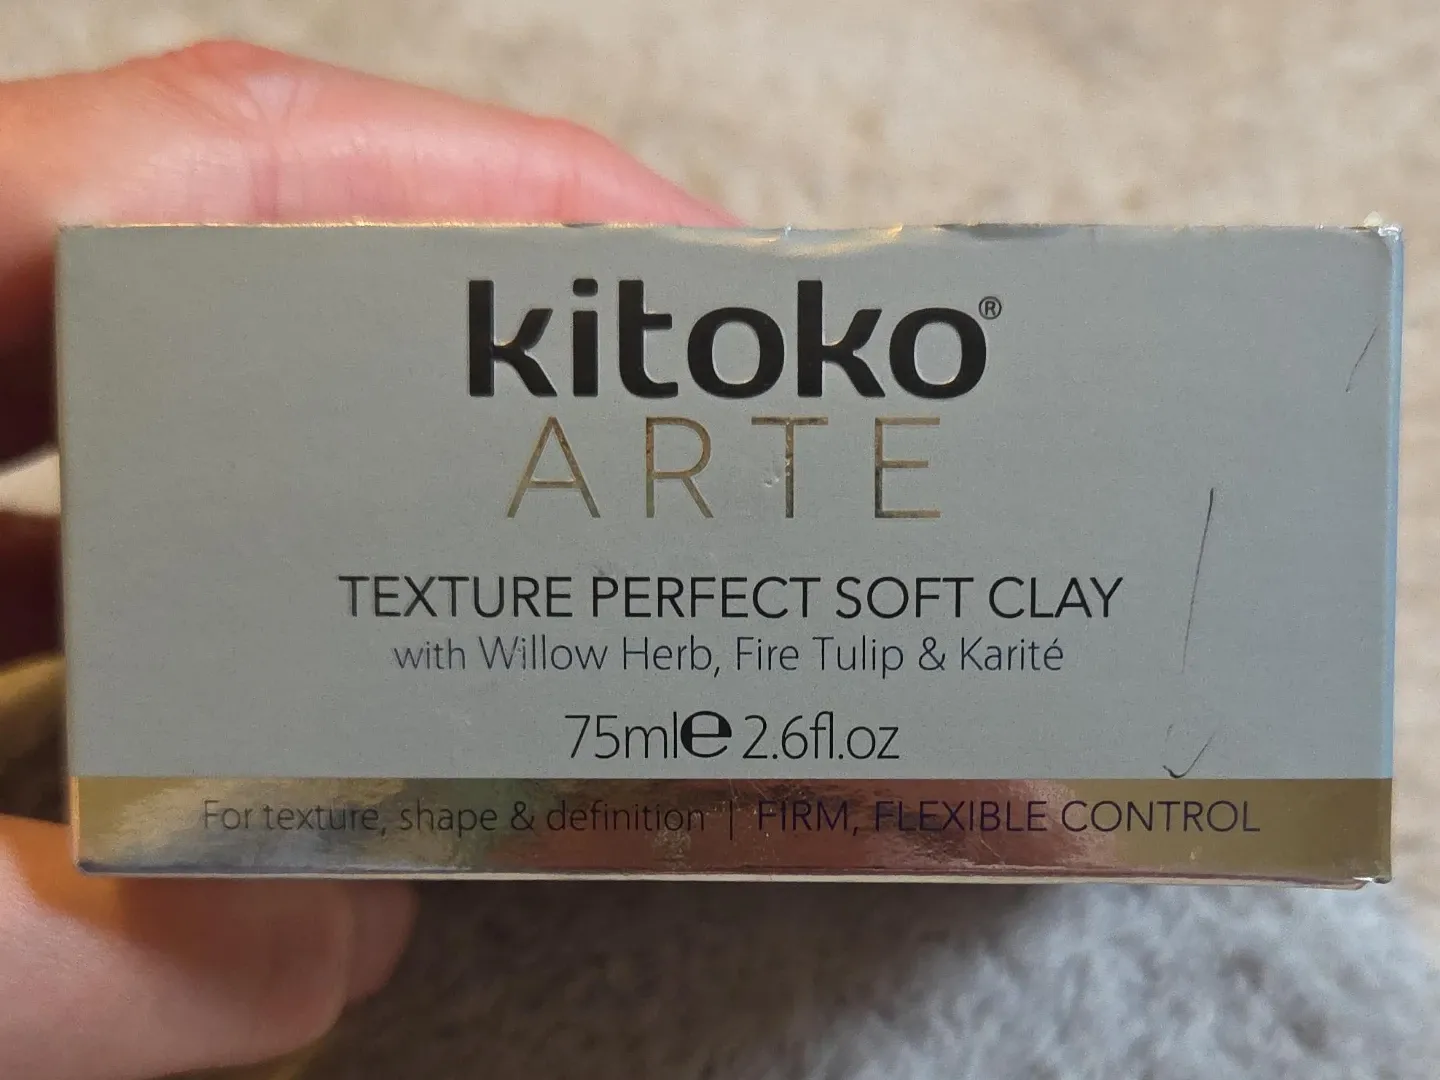 kitoko®
ARTE
TEXTURE PERFECT SOFT CLAY
with Willow Herb, Fire Tulip & Karité
75ml℮ 2.6fl.oz
For texture, shape & definition | FIRM, FLEXIBLE CONTROL